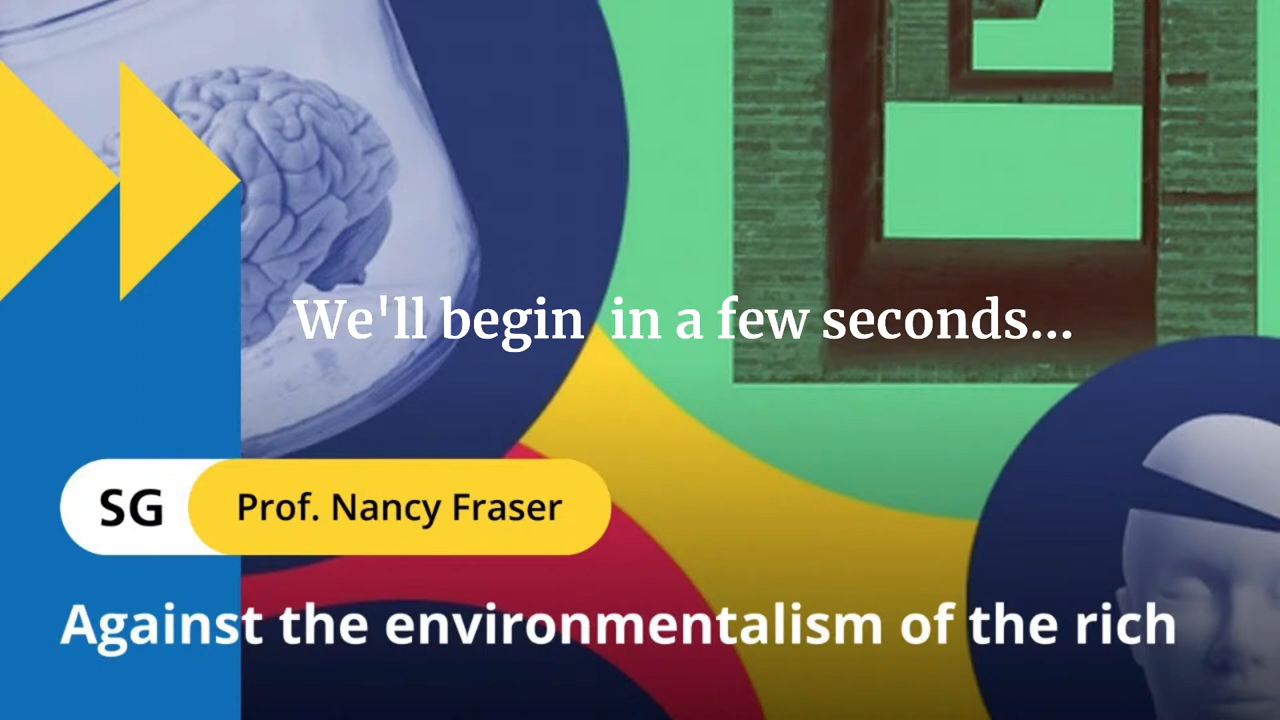 We'll begin  in a few seconds...
SG Prof. Nancy Fraser
Against the environmentalism of the rich